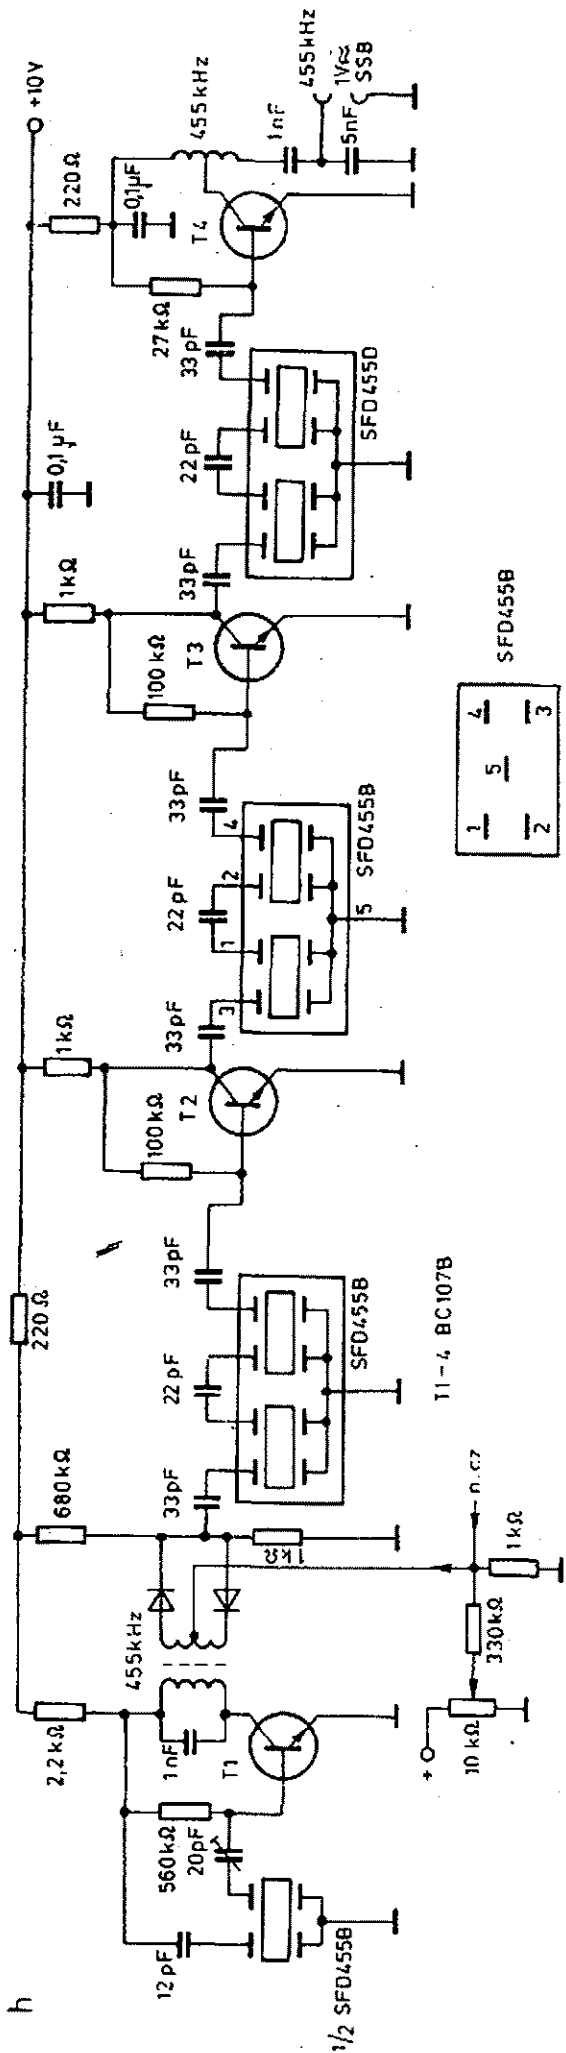 h
+10V
220Ω
0,1µF
455kHz
1nF
455kHz
1V≈
SSB
5nF
T4
27kΩ
33pF
22pF
33pF
SFD455D
0,1µF
1kΩ
100kΩ
T3
33pF
4
2
22pF
1
3
33pF
5
SFD455B
1
4
5
2
3
SFD455B
1kΩ
100kΩ
T2
33pF
22pF
33pF
SFD455B
T1-4 BC107B
220Ω
680kΩ
1kΩ
455kHz
2,2kΩ
1nF
T1
560kΩ
20pF
12pF
1/2 SFD455B
n.cz
1kΩ
330kΩ
10kΩ
+